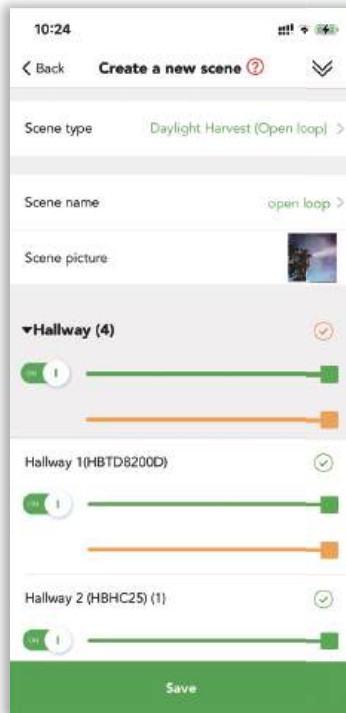 10:24
< Back Create a new scene ?
Scene type Daylight Harvest (Open loop) >
Scene name open loop >
Scene picture
▾Hallway (4)
ON I
Hallway 1(HBTD8200D)
ON I
Hallway 2 (HBHC25) (1)
ON I
Save